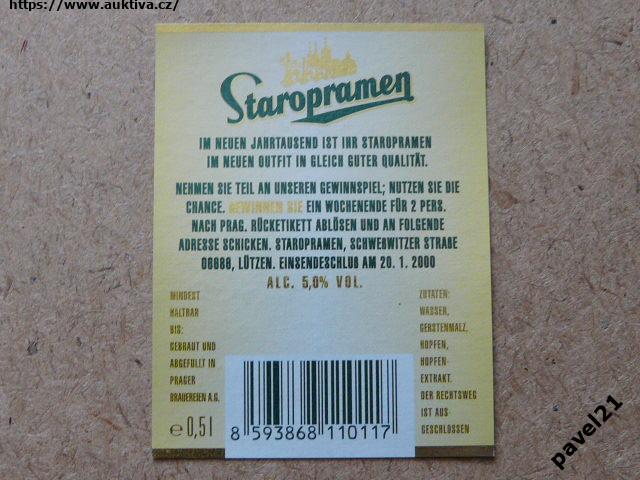 https://www.auktiva.cz/
Staropramen
IM NEUEN JAHRTAUSEND IST IHR STAROPRAMEN
IM NEUEN OUTFIT IN GLEICH GUTER QUALITÄT.
NEHMEN SIE TEIL AN UNSEREN GEWINNSPIEL; NUTZEN SIE DIE
CHANCE. GEWINNEN SIE EIN WOCHENENDE FÜR 2 PERS.
NACH PRAG. RÜCKETIKETT ABLÖSEN UND AN FOLGENDE
ADRESSE SCHICKEN. STAROPRAMEN, SCHWEßWITZER STRAßE
06686, LÜTZEN. EINSENDESCHLUß AM 20. 1. 2000
ALC. 5,0% VOL.
MINDEST
HALTBAR
BIS:
GEBRAUT UND
ABGEFÜLLT IN
PRAGER
BRAUEREIEN A.G.
e 0,5l
ZUTATEN:
WASSER,
GERSTENMALZ,
HOPFEN,
HOPFEN-
EXTRAKT.
DER RECHTSWEG
IST AUS-
GESCHLOSSEN
8 593868 110117
pavel21